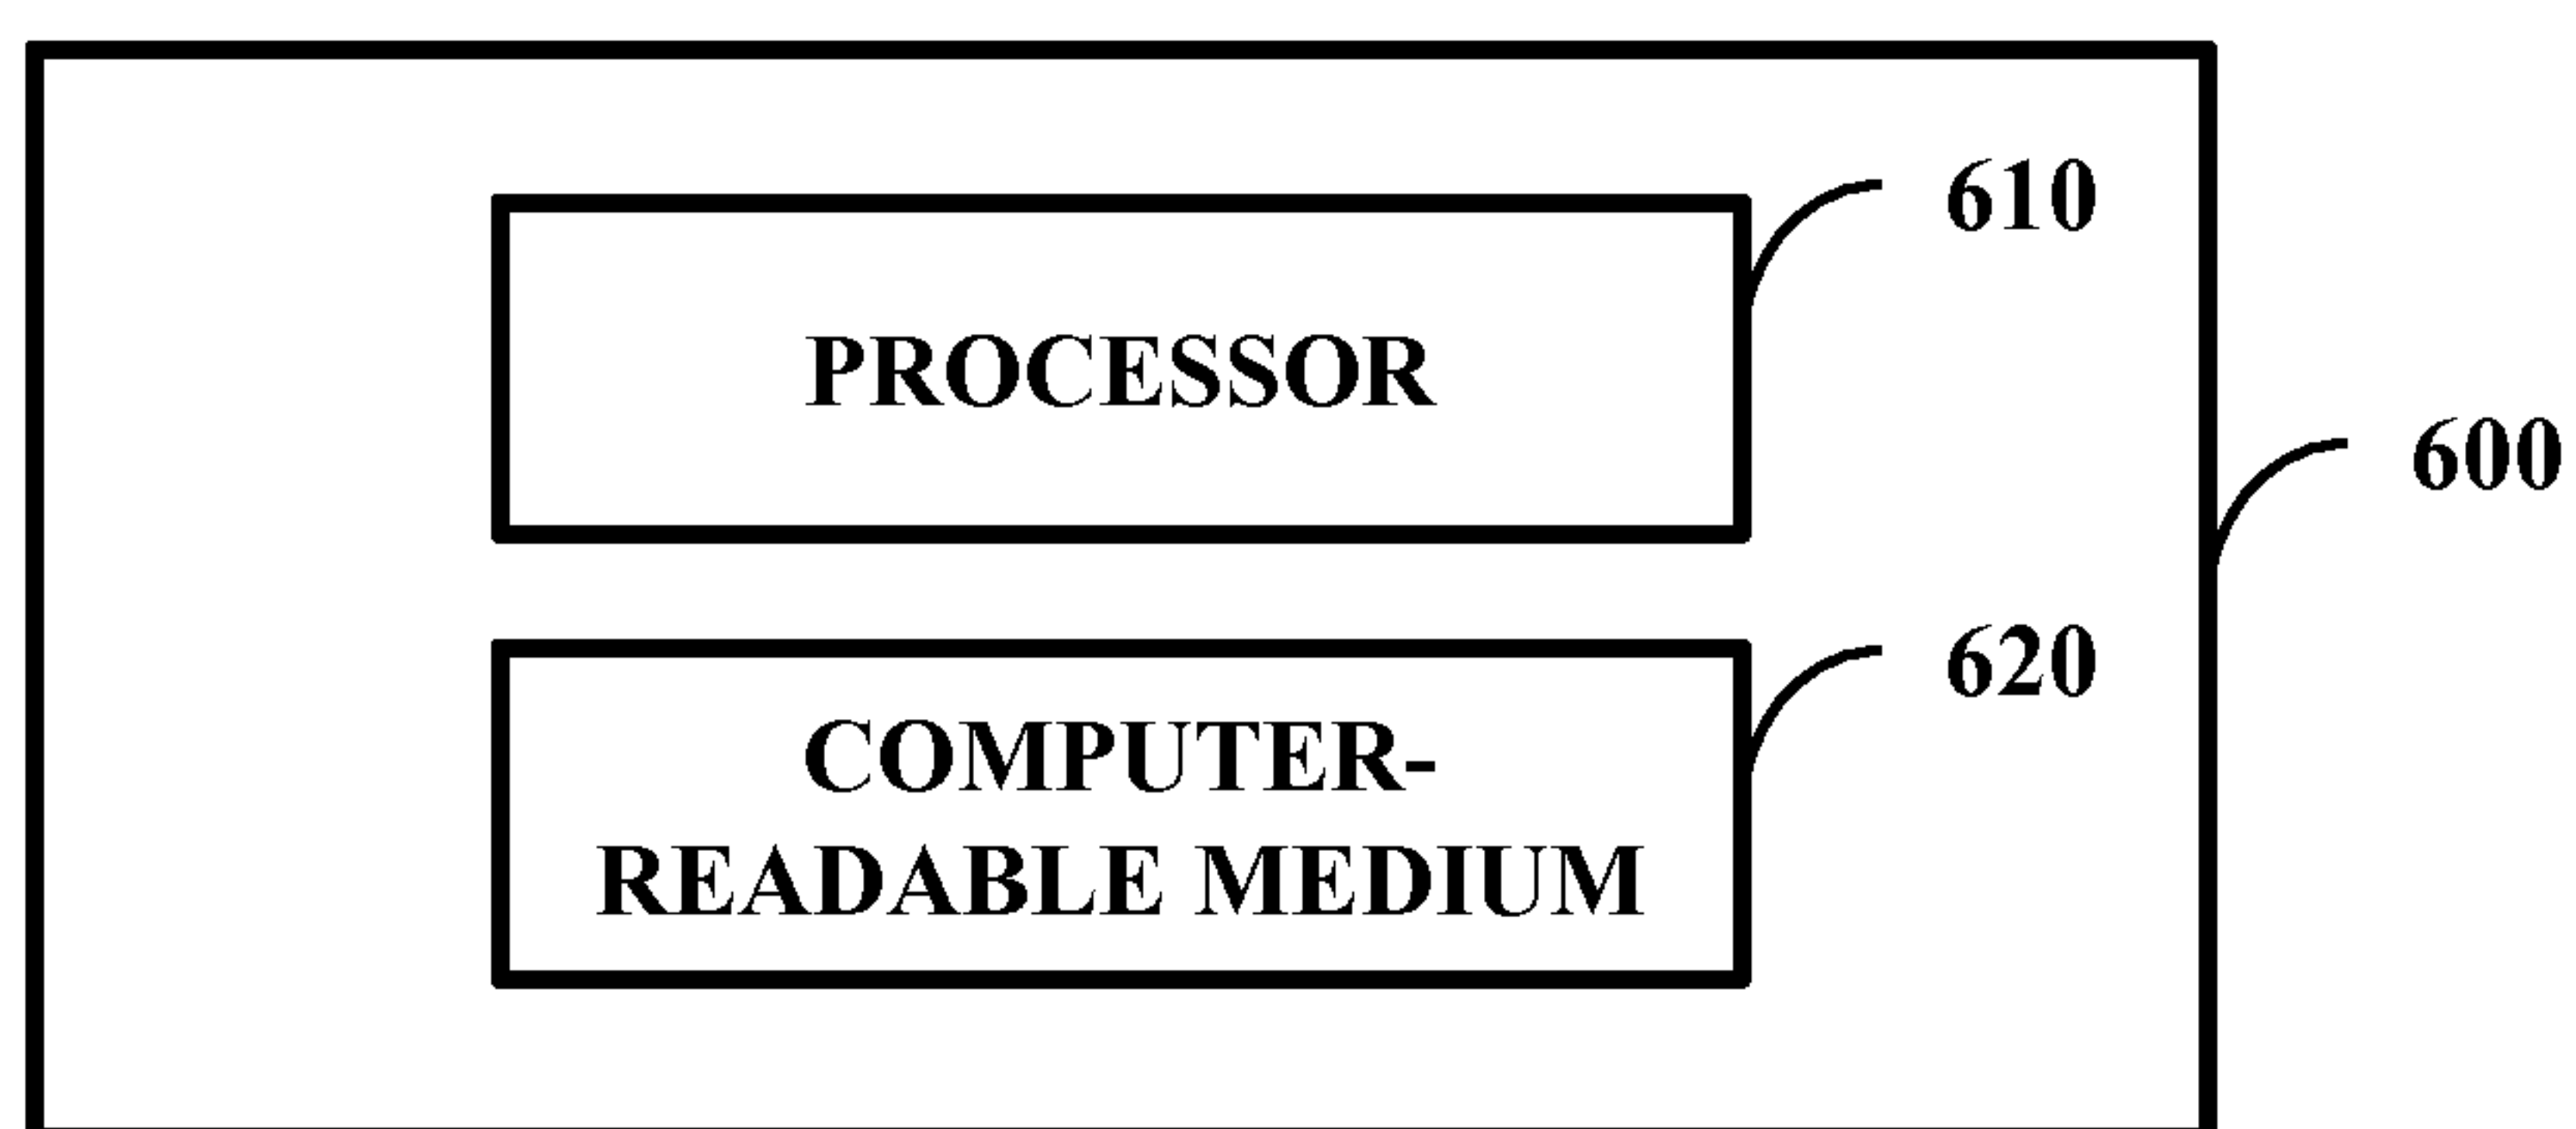 610
PROCESSOR
600
620
COMPUTER-
READABLE MEDIUM